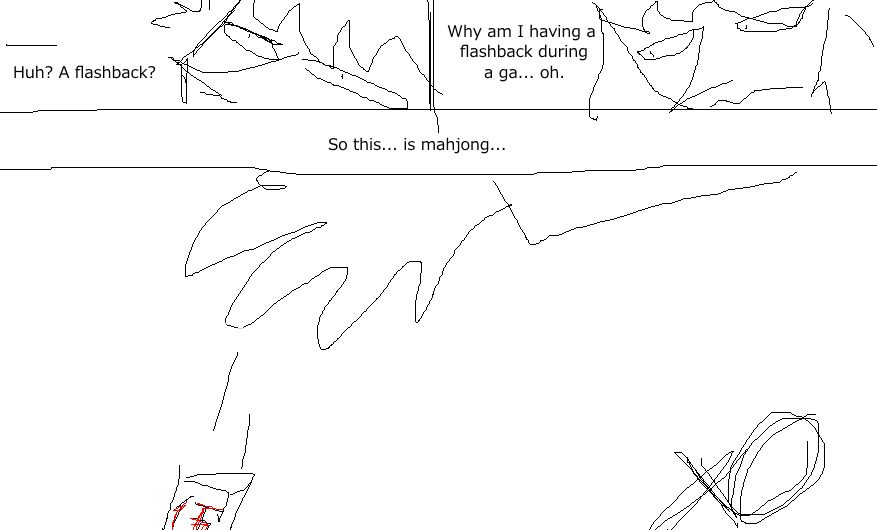 Huh? A flashback?
Why am I having a
flashback during
a ga... oh.
So this... is mahjong...